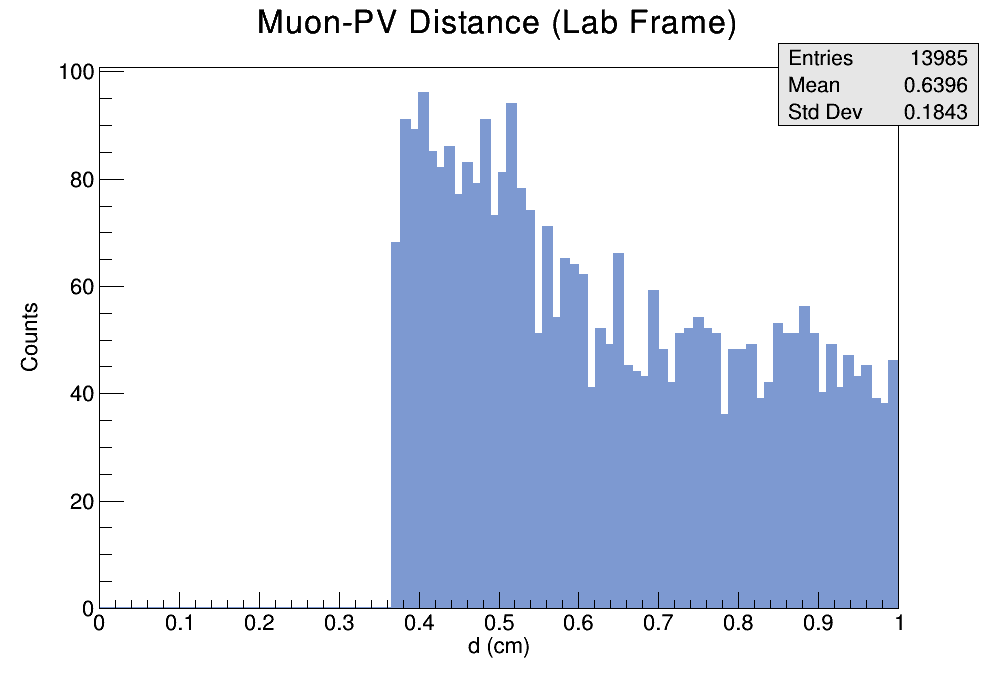 Muon-PV Distance (Lab Frame)
Entries 13985
Mean 0.6396
Std Dev 0.1843
100
80
60
40
20
0
Counts
0 0.1 0.2 0.3 0.4 0.5 0.6 0.7 0.8 0.9 1
d (cm)